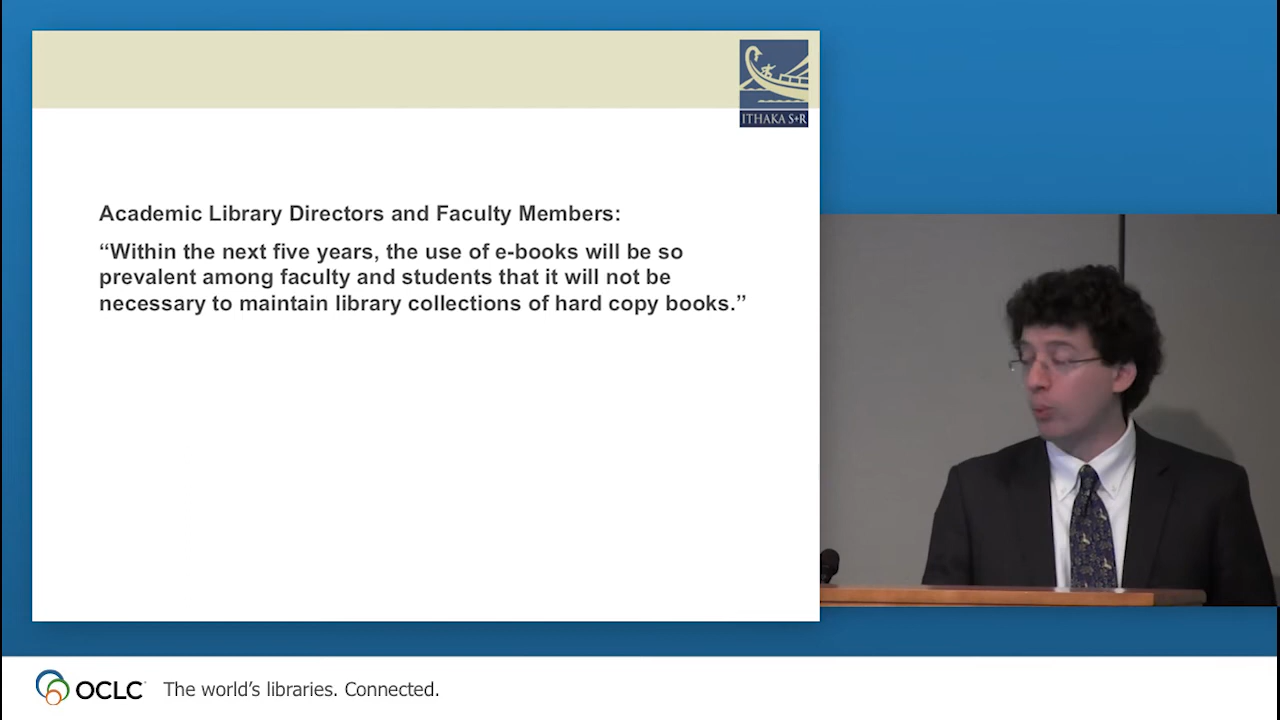 ITHAKA S+R
Academic Library Directors and Faculty Members:
“Within the next five years, the use of e-books will be so
prevalent among faculty and students that it will not be
necessary to maintain library collections of hard copy books.”
OCLC
The world’s libraries. Connected.